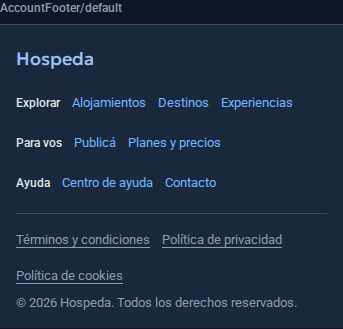 AccountFooter/default
Hospeda
Explorar Alojamientos Destinos Experiencias
Para vos Publicá Planes y precios
Ayuda Centro de ayuda Contacto
Términos y condiciones Política de privacidad
Política de cookies
© 2026 Hospeda. Todos los derechos reservados.